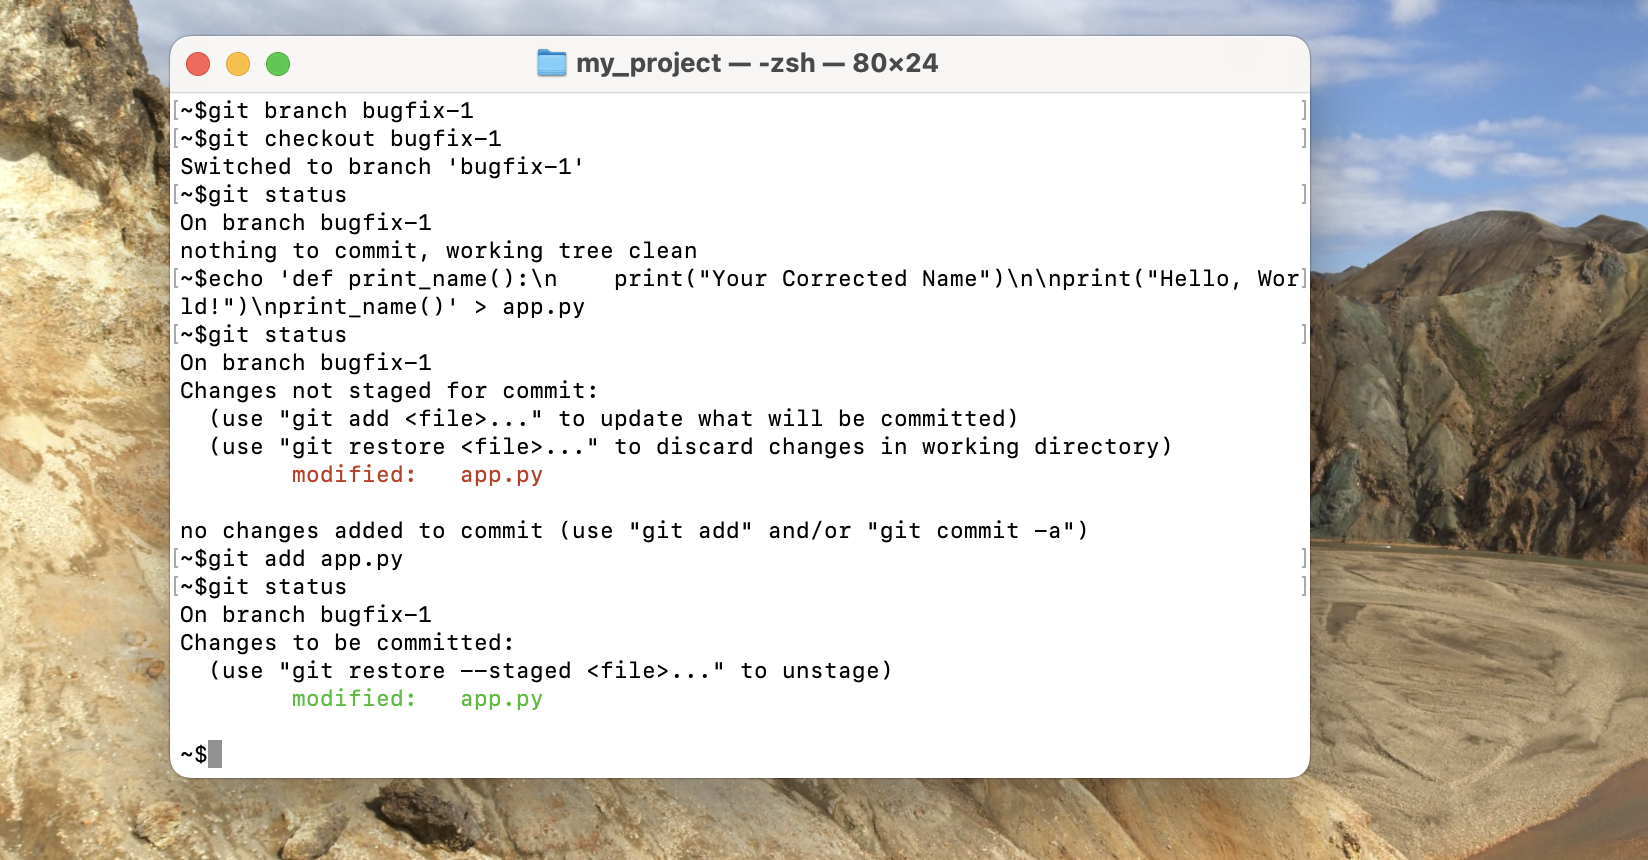 my_project — -zsh — 80×24
[~$git branch bugfix-1]
[~$git checkout bugfix-1]
Switched to branch 'bugfix-1'
[~$git status]
On branch bugfix-1
nothing to commit, working tree clean
[~$echo 'def print_name():\n    print("Your Corrected Name")\n\nprint("Hello, Wor]
ld!")\nprint_name()' > app.py
[~$git status]
On branch bugfix-1
Changes not staged for commit:
  (use "git add <file>..." to update what will be committed)
  (use "git restore <file>..." to discard changes in working directory)
        modified:   app.py

no changes added to commit (use "git add" and/or "git commit -a")
[~$git add app.py]
[~$git status]
On branch bugfix-1
Changes to be committed:
  (use "git restore --staged <file>..." to unstage)
        modified:   app.py

~$